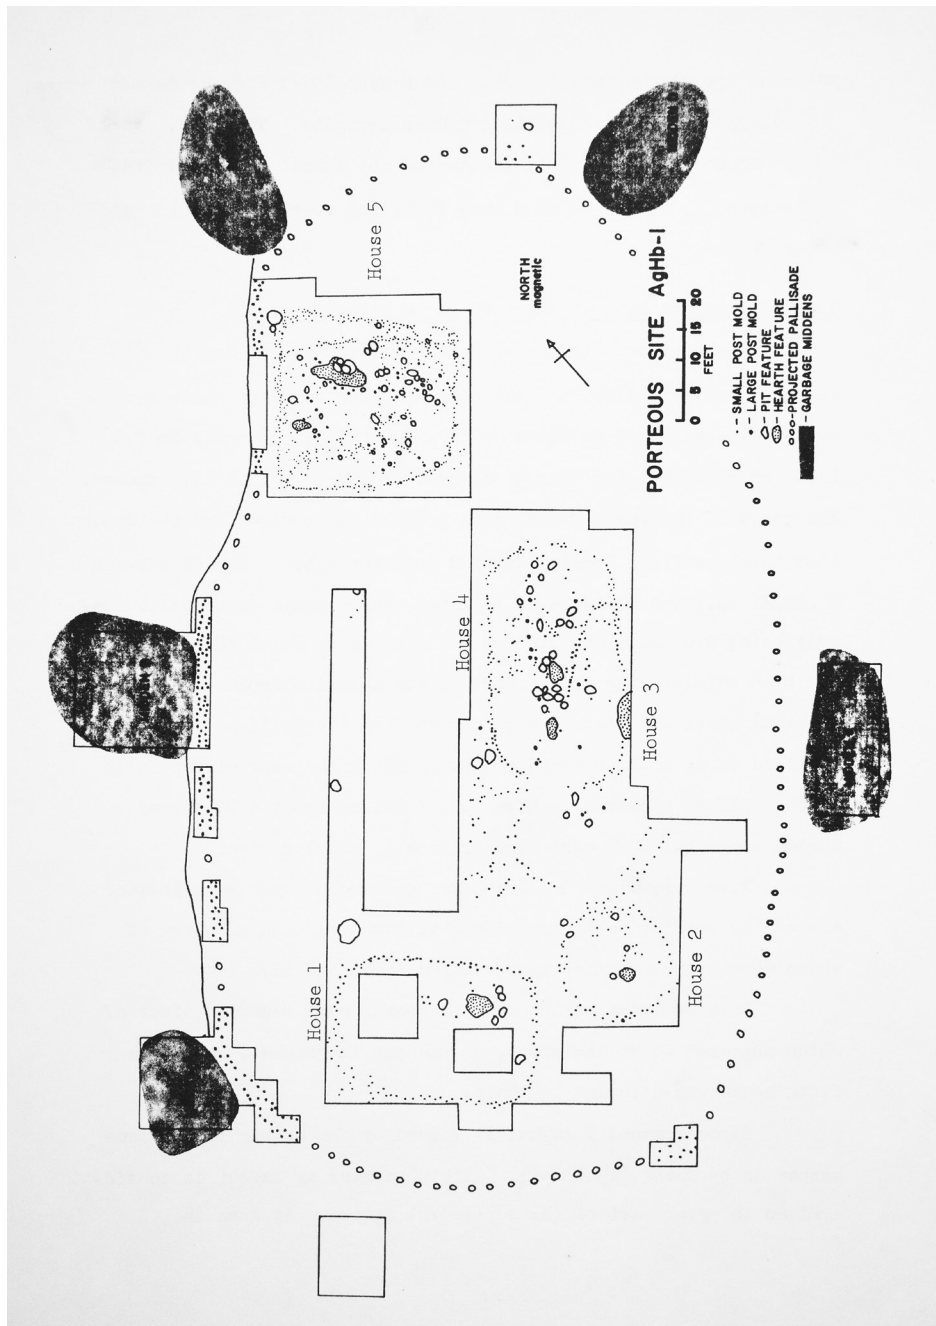 House 5
NORTH
magnetic
PORTEOUS SITE AgHb-1
0 5 10 15 20
FEET
- SMALL POST MOLD
- LARGE POST MOLD
- PIT FEATURE
- HEARTH FEATURE
-PROJECTED PALLISADE
- GARBAGE MIDDENS
House 4
House 3
House 1
House 2